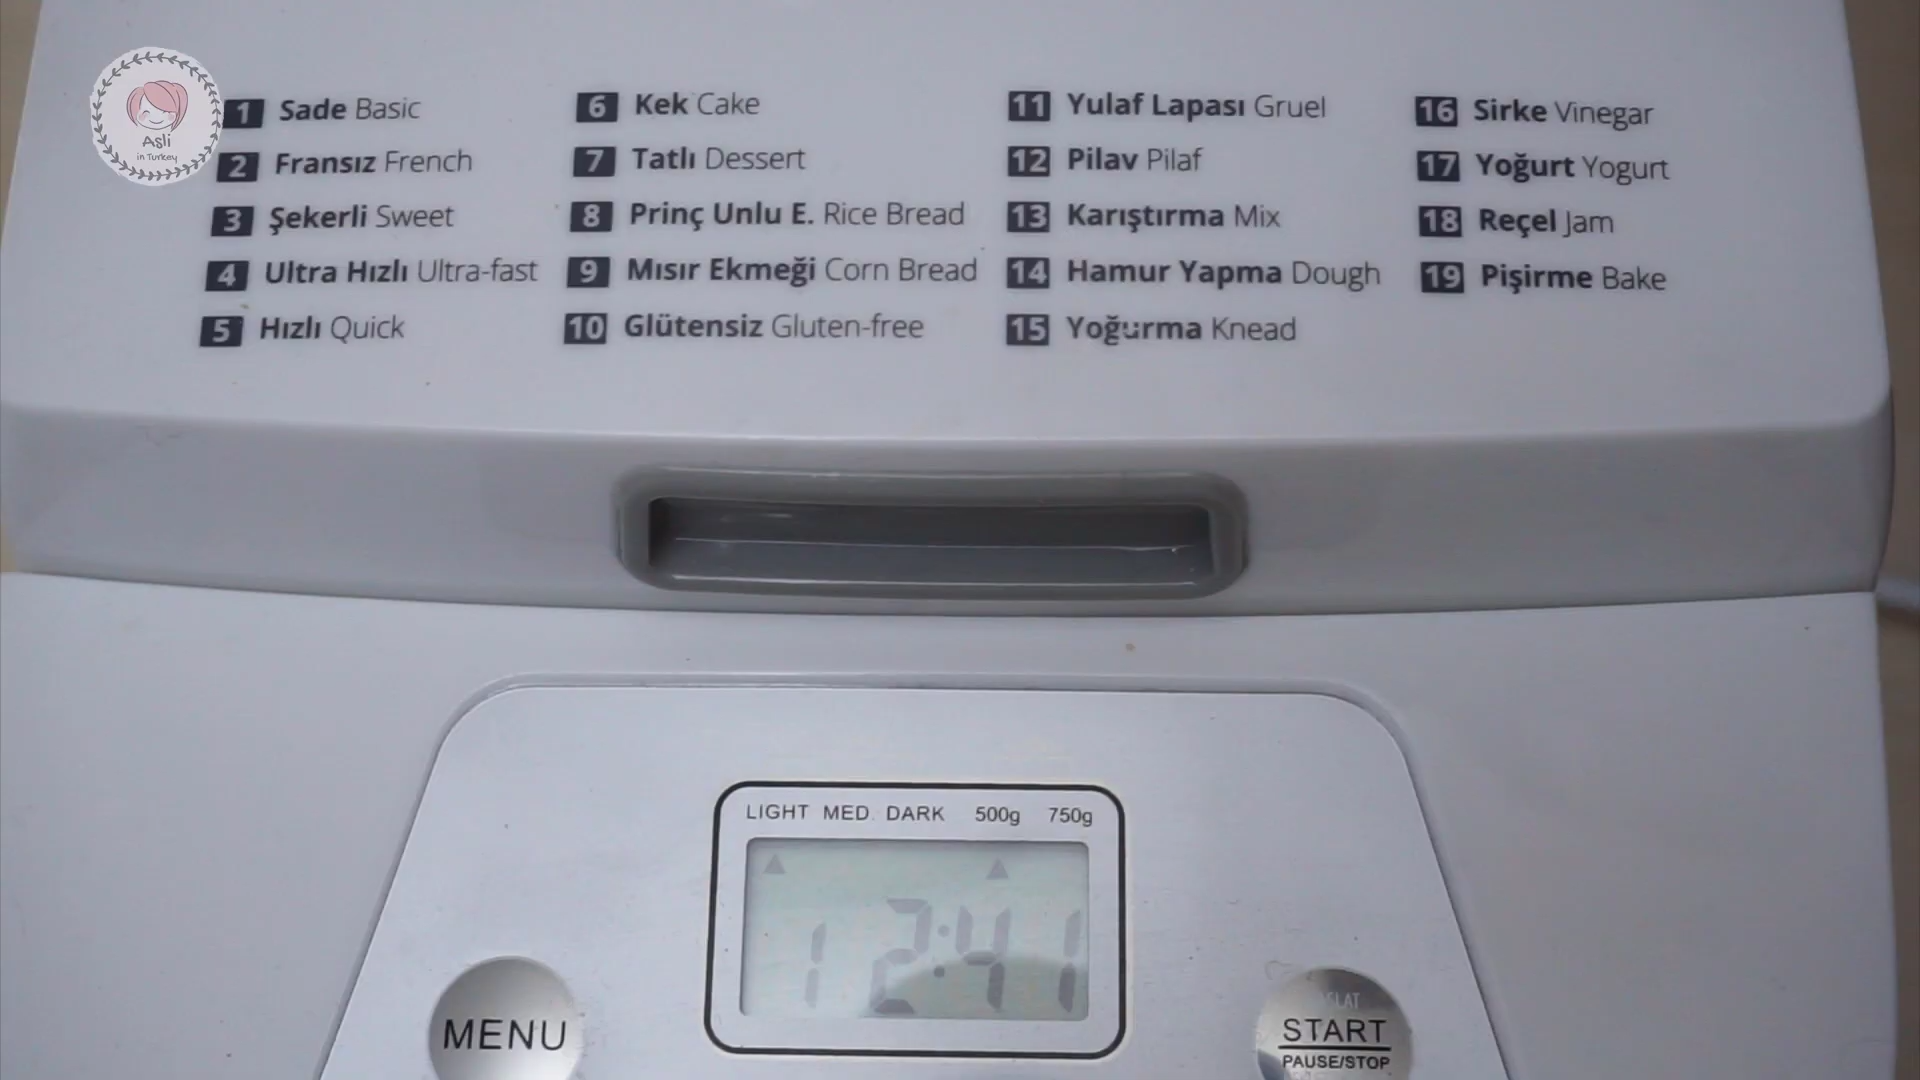 Asli
in Turkey
1 Sade Basic
2 Fransız French
3 Şekerli Sweet
4 Ultra Hızlı Ultra-fast
5 Hızlı Quick
6 Kek Cake
7 Tatlı Dessert
8 Prinç Unlu E. Rice Bread
9 Mısır Ekmeği Corn Bread
10 Glütensiz Gluten-free
11 Yulaf Lapası Gruel
12 Pilav Pilaf
13 Karıştırma Mix
14 Hamur Yapma Dough
15 Yoğurma Knead
16 Sirke Vinegar
17 Yoğurt Yogurt
18 Reçel Jam
19 Pişirme Bake
LIGHT MED. DARK 500g 750g
1 2:41
MENU
START
PAUSE/STOP